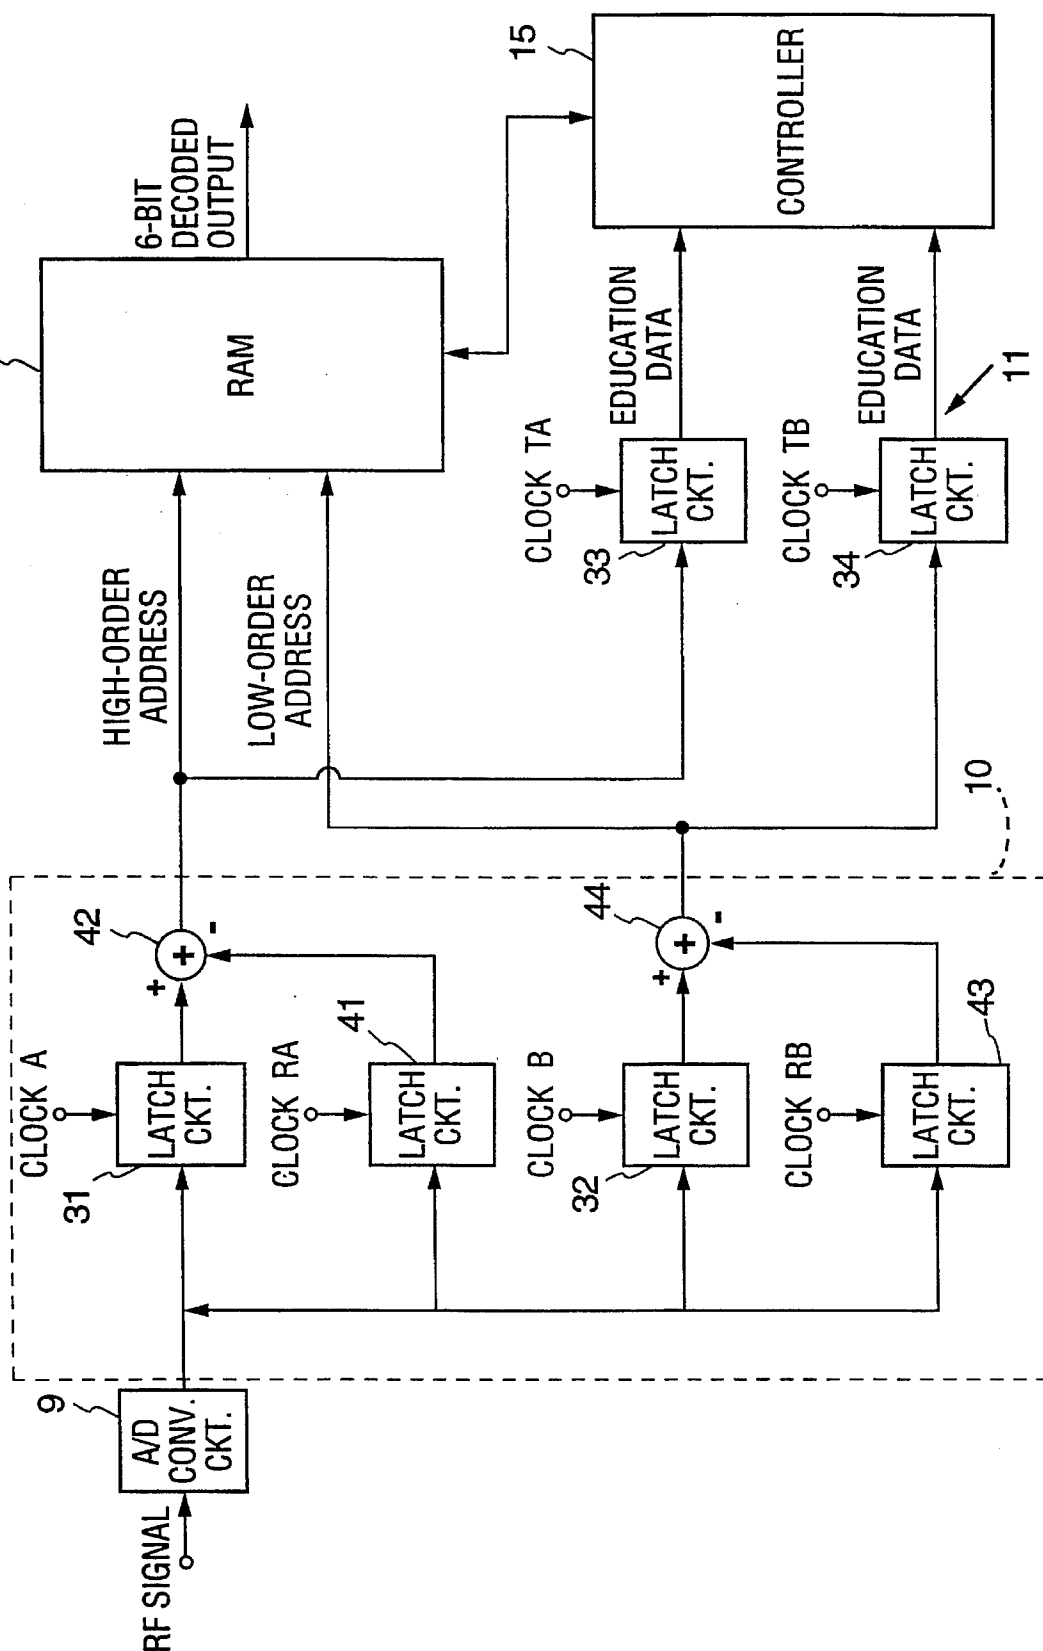 RF SIGNAL
A/D
CONV.
CKT.
9
CLOCK A
LATCH
CKT.
31
CLOCK RA
LATCH
CKT.
41
CLOCK B
LATCH
CKT.
32
CLOCK RB
LATCH
CKT.
43
+
+
-
42
+
+
-
44
10
HIGH-ORDER
ADDRESS
LOW-ORDER
ADDRESS
RAM
6-BIT
DECODED
OUTPUT
CLOCK TA
LATCH
CKT.
33
EDUCATION
DATA
CLOCK TB
LATCH
CKT.
34
EDUCATION
DATA
11
CONTROLLER
15